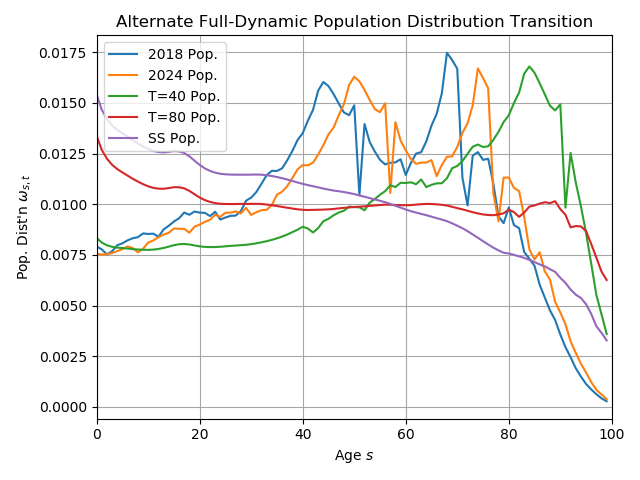 Alternate Full-Dynamic Population Distribution Transition
2018 Pop.
2024 Pop.
T=40 Pop.
T=80 Pop.
SS Pop.
Pop. Dist'n ω_{s,t}
0.0175
0.0150
0.0125
0.0100
0.0075
0.0050
0.0025
0.0000
0 20 40 60 80 100
Age s